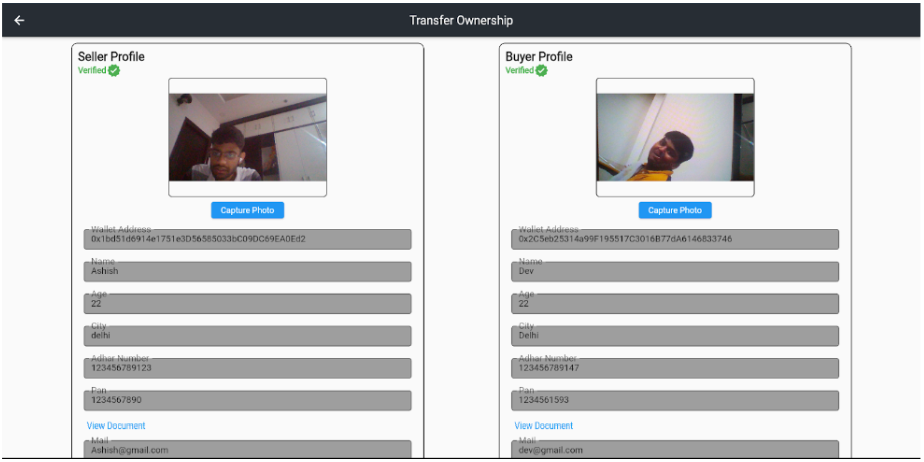 Transfer Ownership
Seller Profile
Verified
Capture Photo
Wallet Address
0x1bd51d6914e1751e3D56585033bC09DC69EA0Ed2
Name
Ashish
Age
22
City
delhi
Adhar Number
123456789123
Pan
1234567890
View Document
Mail
Ashish@gmail.com
Buyer Profile
Verified
Capture Photo
Wallet Address
0x2C5eb25314a99F195517C3016B77dA6146833746
Name
Dev
Age
22
City
Delhi
Adhar Number
123456789147
Pan
1234561593
View Document
Mail
dev@gmail.com